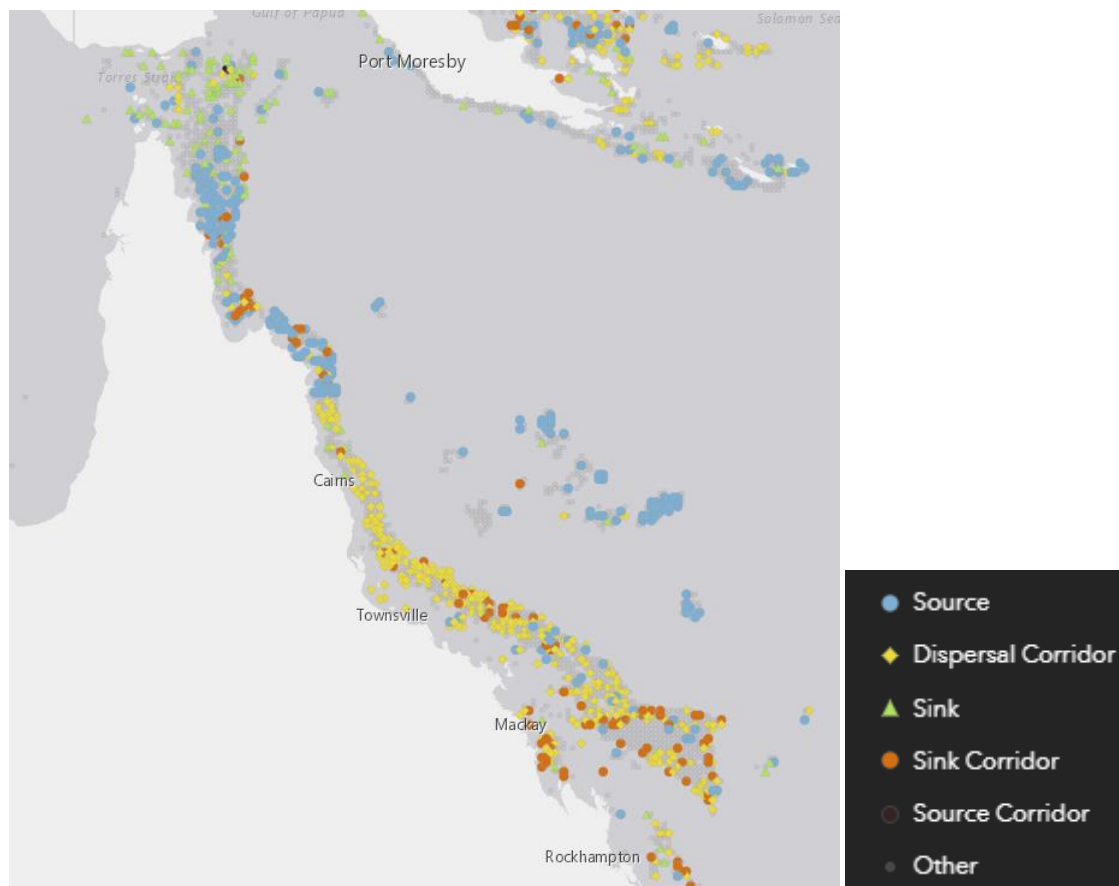 Gulf of Papua
Solomon Sea
Port Moresby
Torres Strait
Cairns
Townsville
Mackay
Rockhampton
Source
Dispersal Corridor
Sink
Sink Corridor
Source Corridor
Other